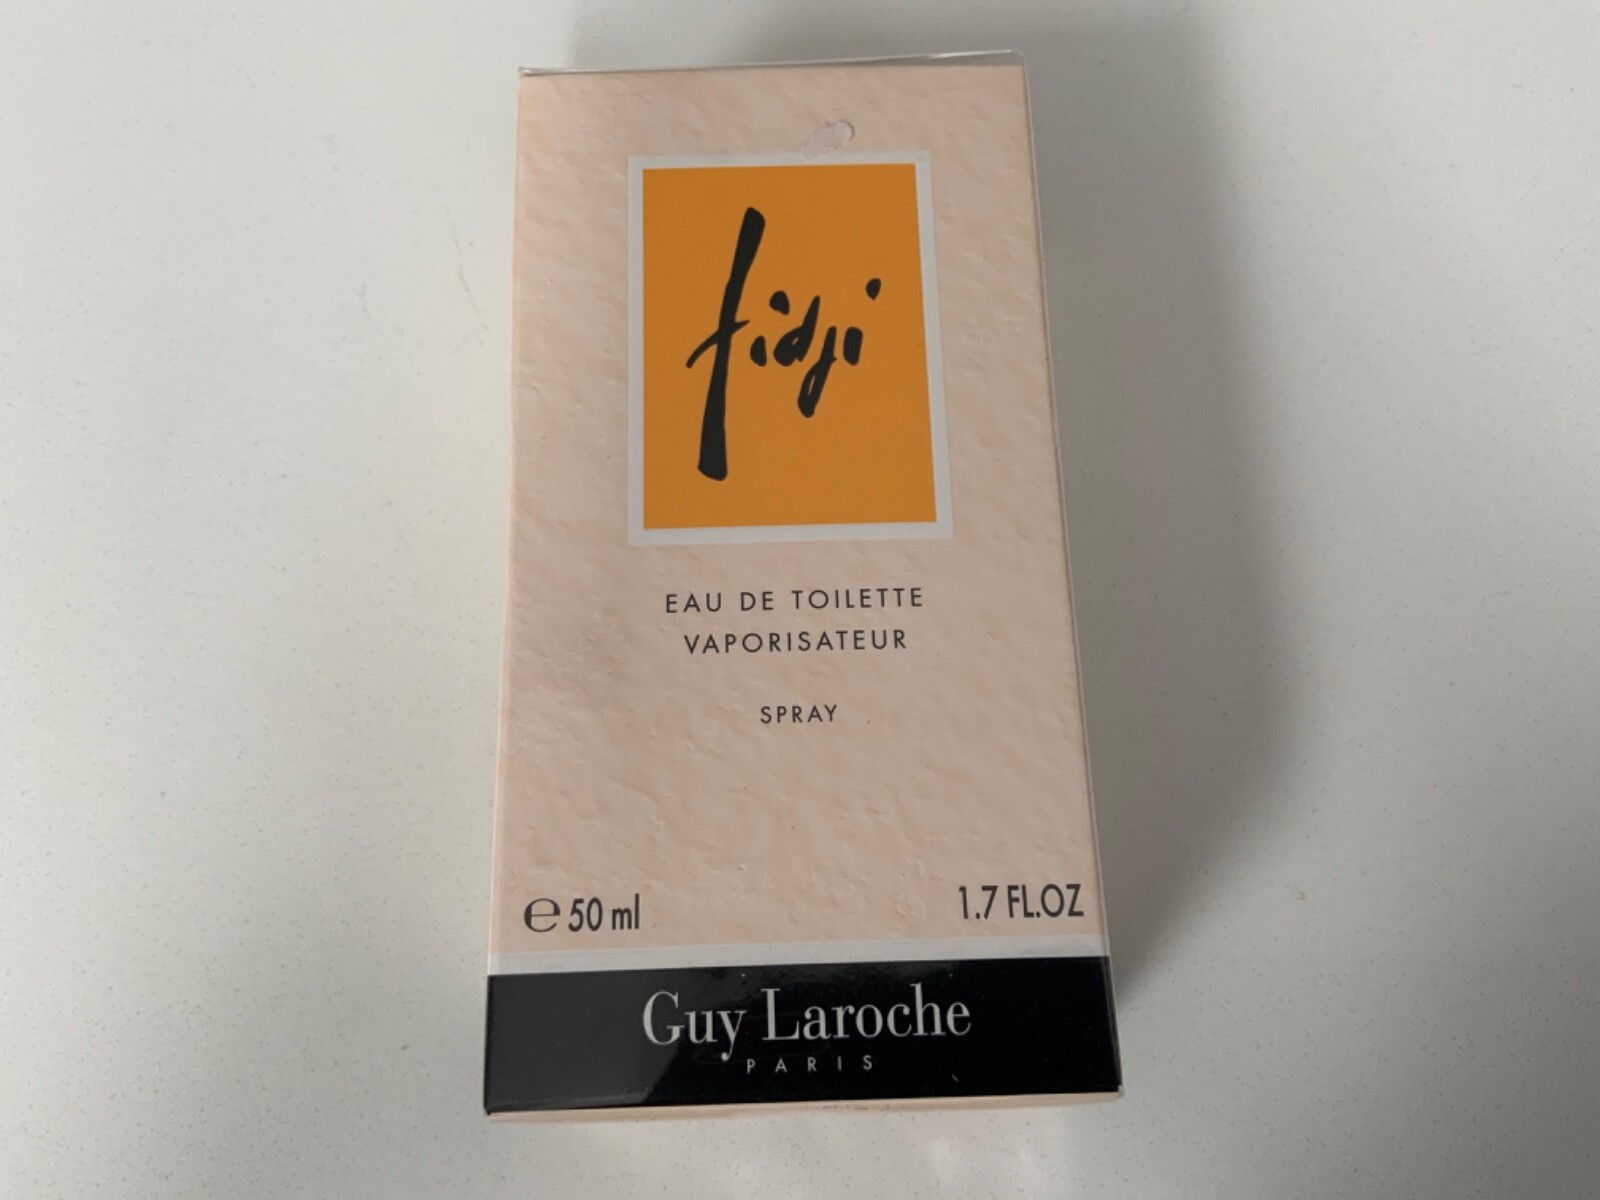 fidji
EAU DE TOILETTE
VAPORISATEUR
SPRAY
℮ 50 ml 1.7 FL.OZ
Guy Laroche
PARIS